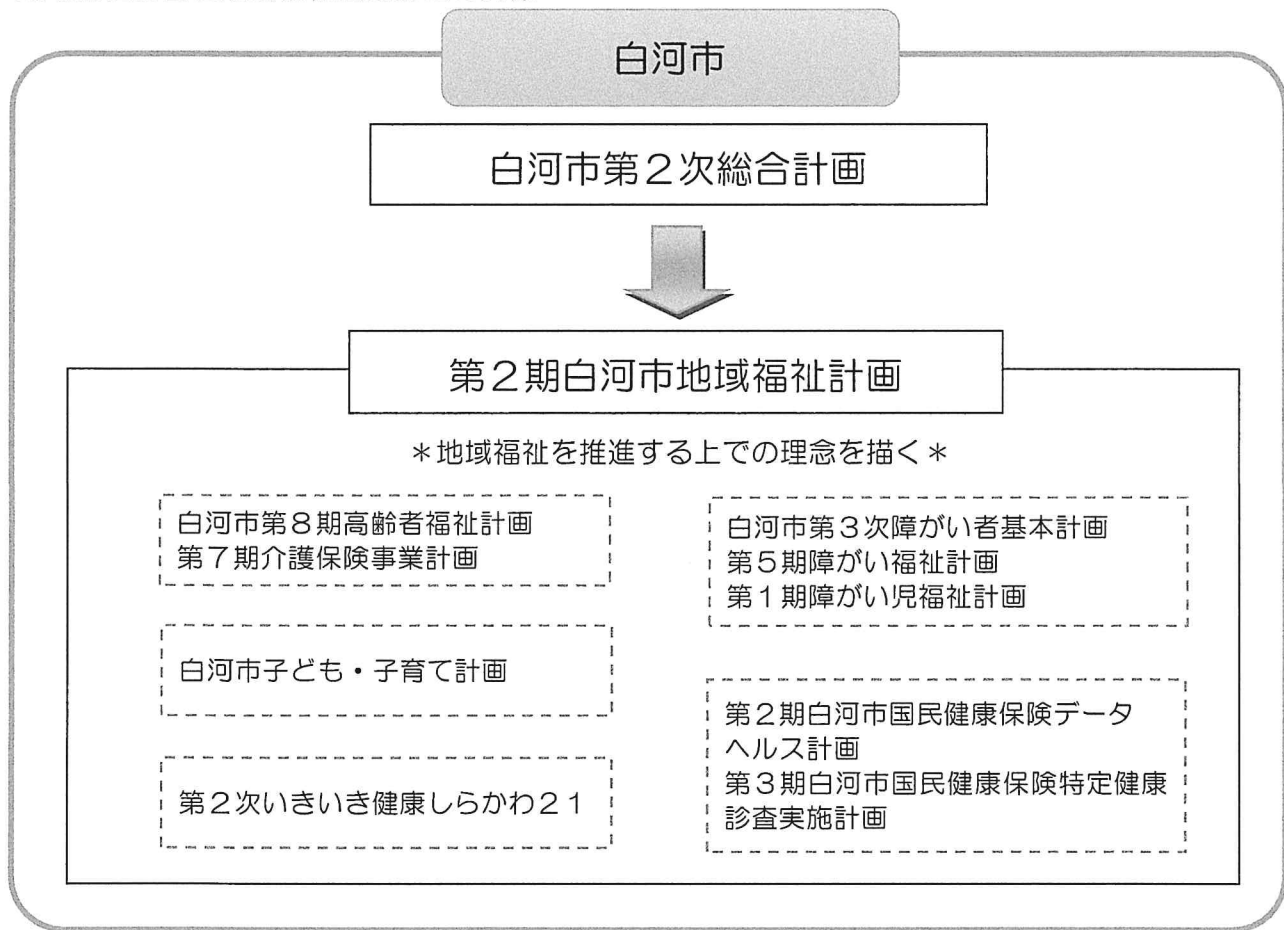 白河市
白河市第２次総合計画
第２期白河市地域福祉計画
＊地域福祉を推進する上での理念を描く＊
白河市第８期高齢者福祉計画
第７期介護保険事業計画
白河市子ども・子育て計画
第２次いきいき健康しらかわ２１
白河市第３次障がい者基本計画
第５期障がい福祉計画
第１期障がい児福祉計画
第２期白河市国民健康保険データ
ヘルス計画
第３期白河市国民健康保険特定健康
診査実施計画